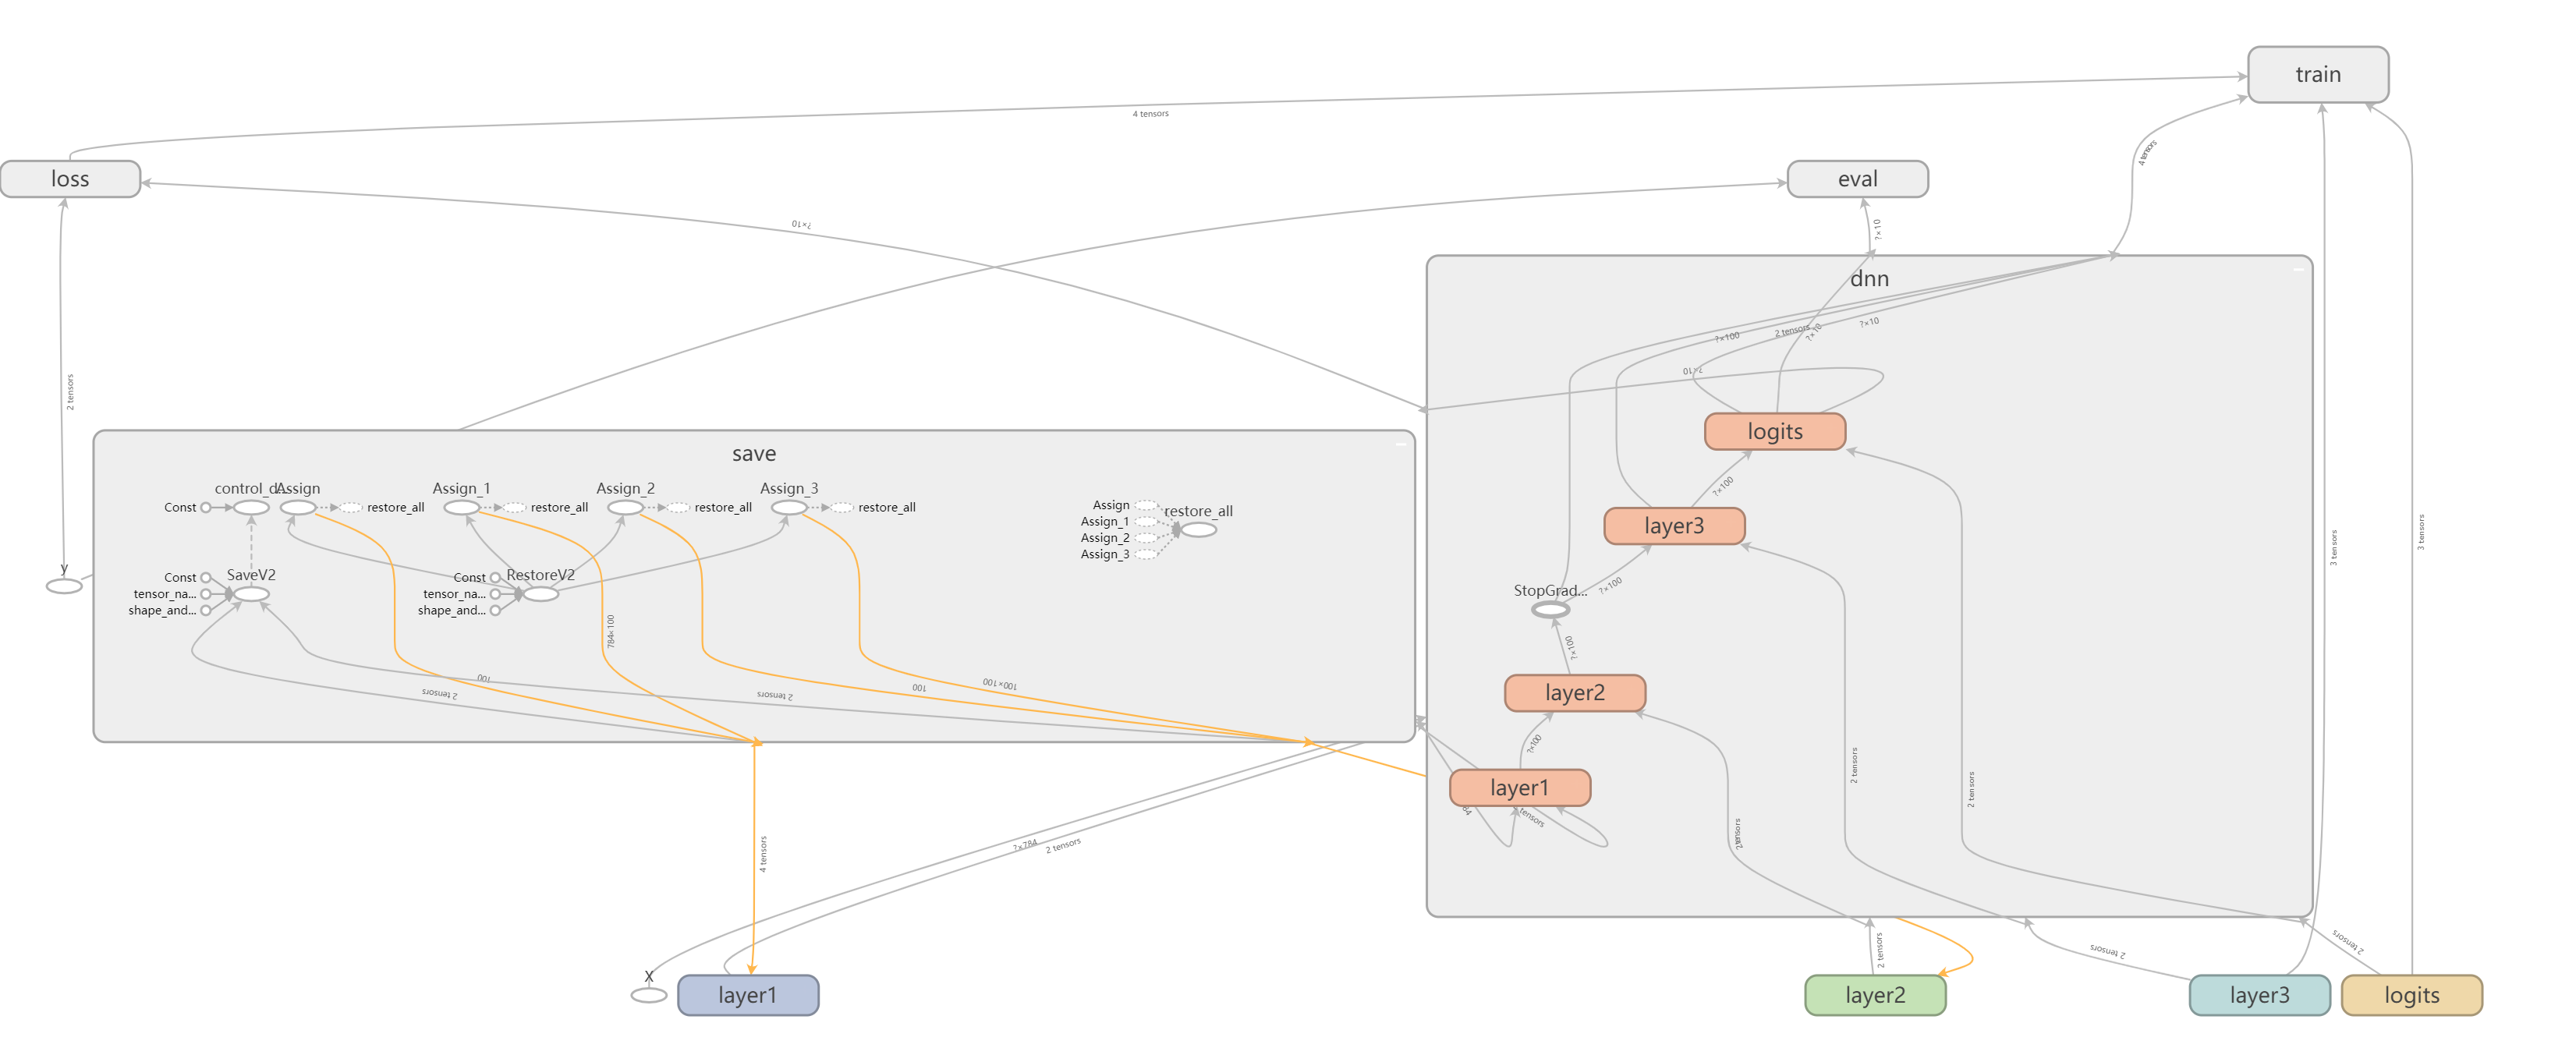 train
4 tensors
4 tensors
loss
eval
?×10
?×10
dnn
?×100
2 tensors
?×10
?×10
?×10
2 tensors
logits
save
control_d...
Assign
Assign_1
Assign_2
Assign_3
Const
restore_all
restore_all
restore_all
restore_all
Assign
Assign_1
Assign_2
Assign_3
restore_all
?×100
layer3
3 tensors
3 tensors
y
Const
tensor_na...
shape_and...
SaveV2
Const
tensor_na...
shape_and...
RestoreV2
StopGrad...
?×100
784×100
?×100
100
2 tensors
2 tensors
100
100×100
layer2
?×100
2 tensors
2 tensors
layer1
84
tensors
4 tensors
?×784
2 tensors
2 tensors
2 tensors
2 tensors
X
layer1
layer2
layer3
logits